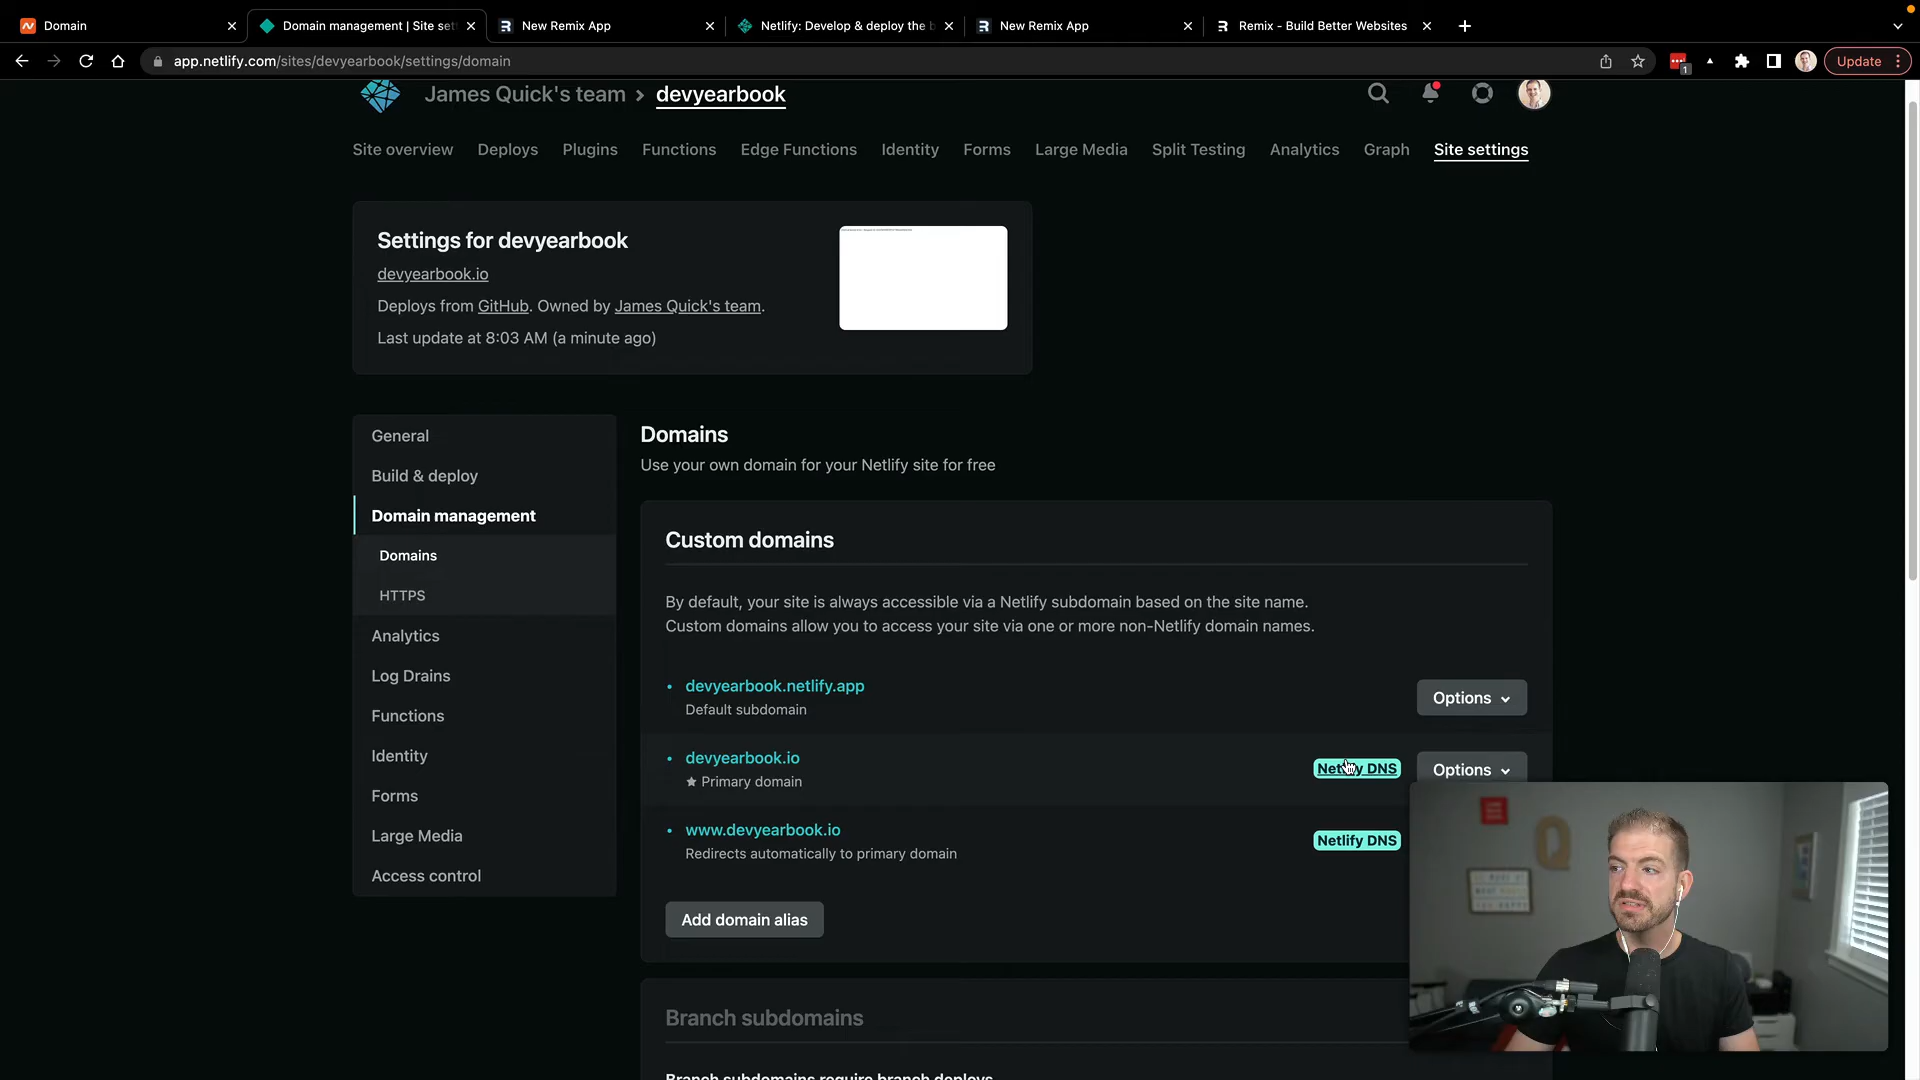 Domain
Domain management | Site set
New Remix App
Netlify: Develop & deploy the b
New Remix App
Remix - Build Better Websites
app.netlify.com/sites/devyearbook/settings/domain
1
Update
James Quick's team > devyearbook
Site overview
Deploys
Plugins
Functions
Edge Functions
Identity
Forms
Large Media
Split Testing
Analytics
Graph
Site settings
Settings for devyearbook
devyearbook.io
Deploys from GitHub. Owned by James Quick's team.
Last update at 8:03 AM (a minute ago)
General
Build & deploy
Domain management
Domains
HTTPS
Analytics
Log Drains
Functions
Identity
Forms
Large Media
Access control
Domains
Use your own domain for your Netlify site for free
Custom domains
By default, your site is always accessible via a Netlify subdomain based on the site name.
Custom domains allow you to access your site via one or more non-Netlify domain names.
devyearbook.netlify.app
Default subdomain
Options
devyearbook.io
★ Primary domain
Netlify DNS
Options
www.devyearbook.io
Redirects automatically to primary domain
Netlify DNS
Add domain alias
Branch subdomains
Branch subdomains require branch deploys